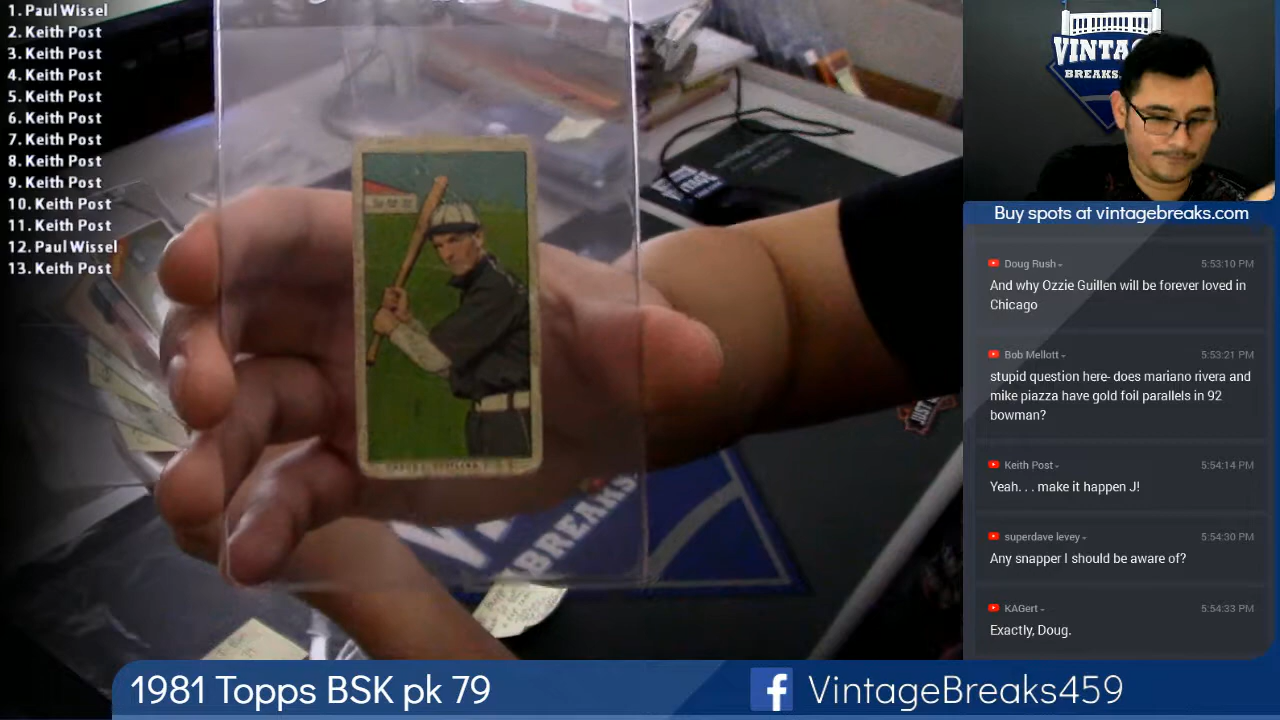 1. Paul Wissel
2. Keith Post
3. Keith Post
4. Keith Post
5. Keith Post
6. Keith Post
7. Keith Post
8. Keith Post
9. Keith Post
10. Keith Post
11. Keith Post
12. Paul Wissel
13. Keith Post
BREAKS
VINTAG
BREAKS.
Buy spots at vintagebreaks.com
Doug Rush 5:53:10 PM
And why Ozzie Guillen will be forever loved in
Chicago
Bob Mellott 5:53:21 PM
stupid question here- does mariano rivera and
mike piazza have gold foil parallels in 92
bowman?
Keith Post 5:54:14 PM
Yeah. . . make it happen J!
superdave levey 5:54:30 PM
Any snapper I should be aware of?
KAGert 5:54:33 PM
Exactly, Doug.
1981 Topps BSK pk 79
f VintageBreaks459